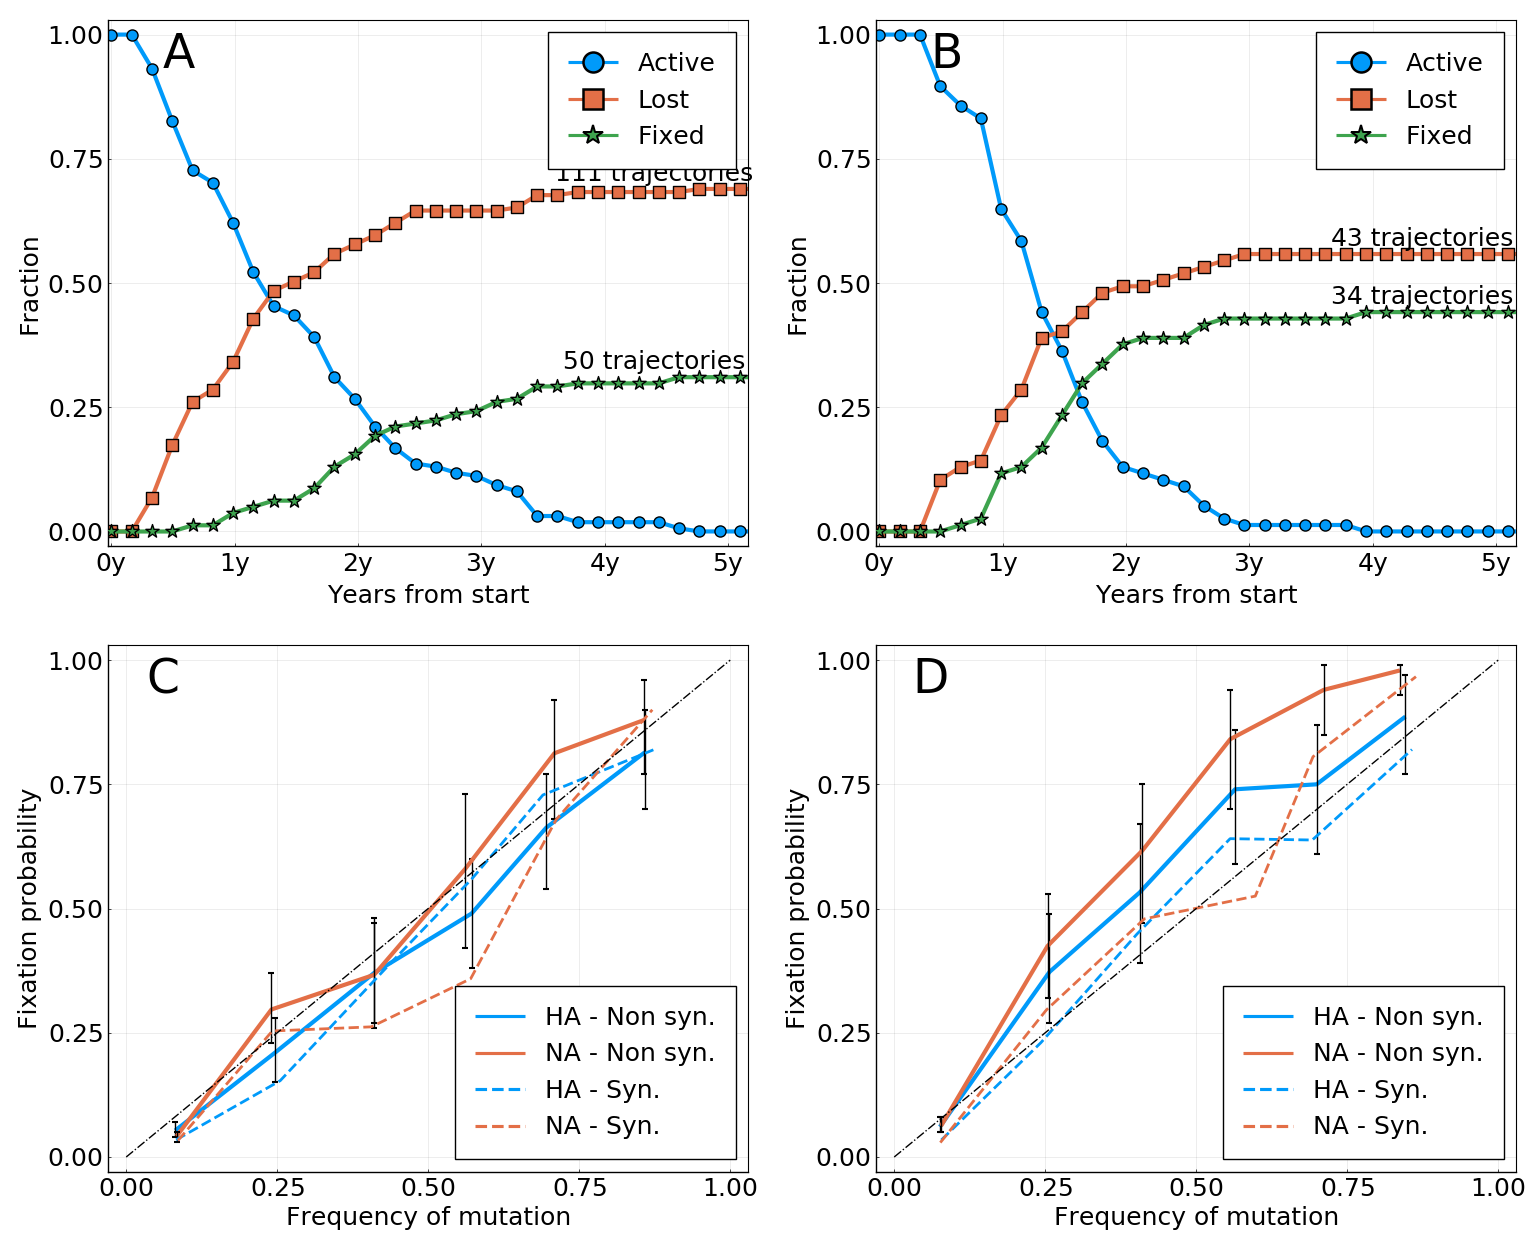 A
Active
Lost
Fixed
111 trajectories
50 trajectories
1.00
0.75
0.50
0.25
0.00
Fraction
0y 1y 2y 3y 4y 5y
Years from start
B
Active
Lost
Fixed
43 trajectories
34 trajectories
1.00
0.75
0.50
0.25
0.00
Fraction
0y 1y 2y 3y 4y 5y
Years from start
C
1.00
0.75
0.50
0.25
0.00
Fixation probability
HA - Non syn.
NA - Non syn.
HA - Syn.
NA - Syn.
0.00 0.25 0.50 0.75 1.00
Frequency of mutation
D
1.00
0.75
0.50
0.25
0.00
Fixation probability
HA - Non syn.
NA - Non syn.
HA - Syn.
NA - Syn.
0.00 0.25 0.50 0.75 1.00
Frequency of mutation